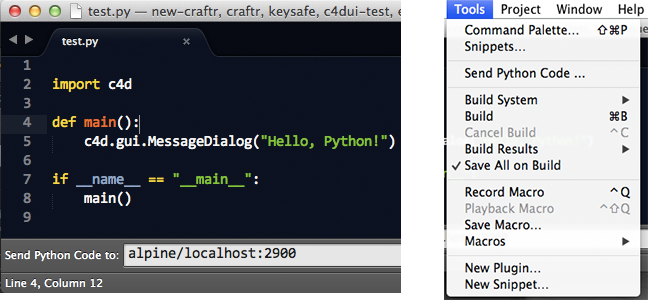 test.py — new-craftr, craftr, keysafe, c4dui-test, e
test.py ×
1
2 import c4d
3
4 def main():
5 c4d.gui.MessageDialog("Hello, Python!")
6
7 if __name__ == "__main__":
8 main()
9
Send Python Code to: alpine/localhost:2900
Line 4, Column 12
Tools Project Window Help
Command Palette... ⇧⌘P
Snippets...
Send Python Code ...
Build System ▶
Build ⌘B
Cancel Build ^C
Build Results ▶
✓ Save All on Build
Record Macro ^Q
Playback Macro ^⇧Q
Save Macro...
Macros ▶
New Plugin...
New Snippet...